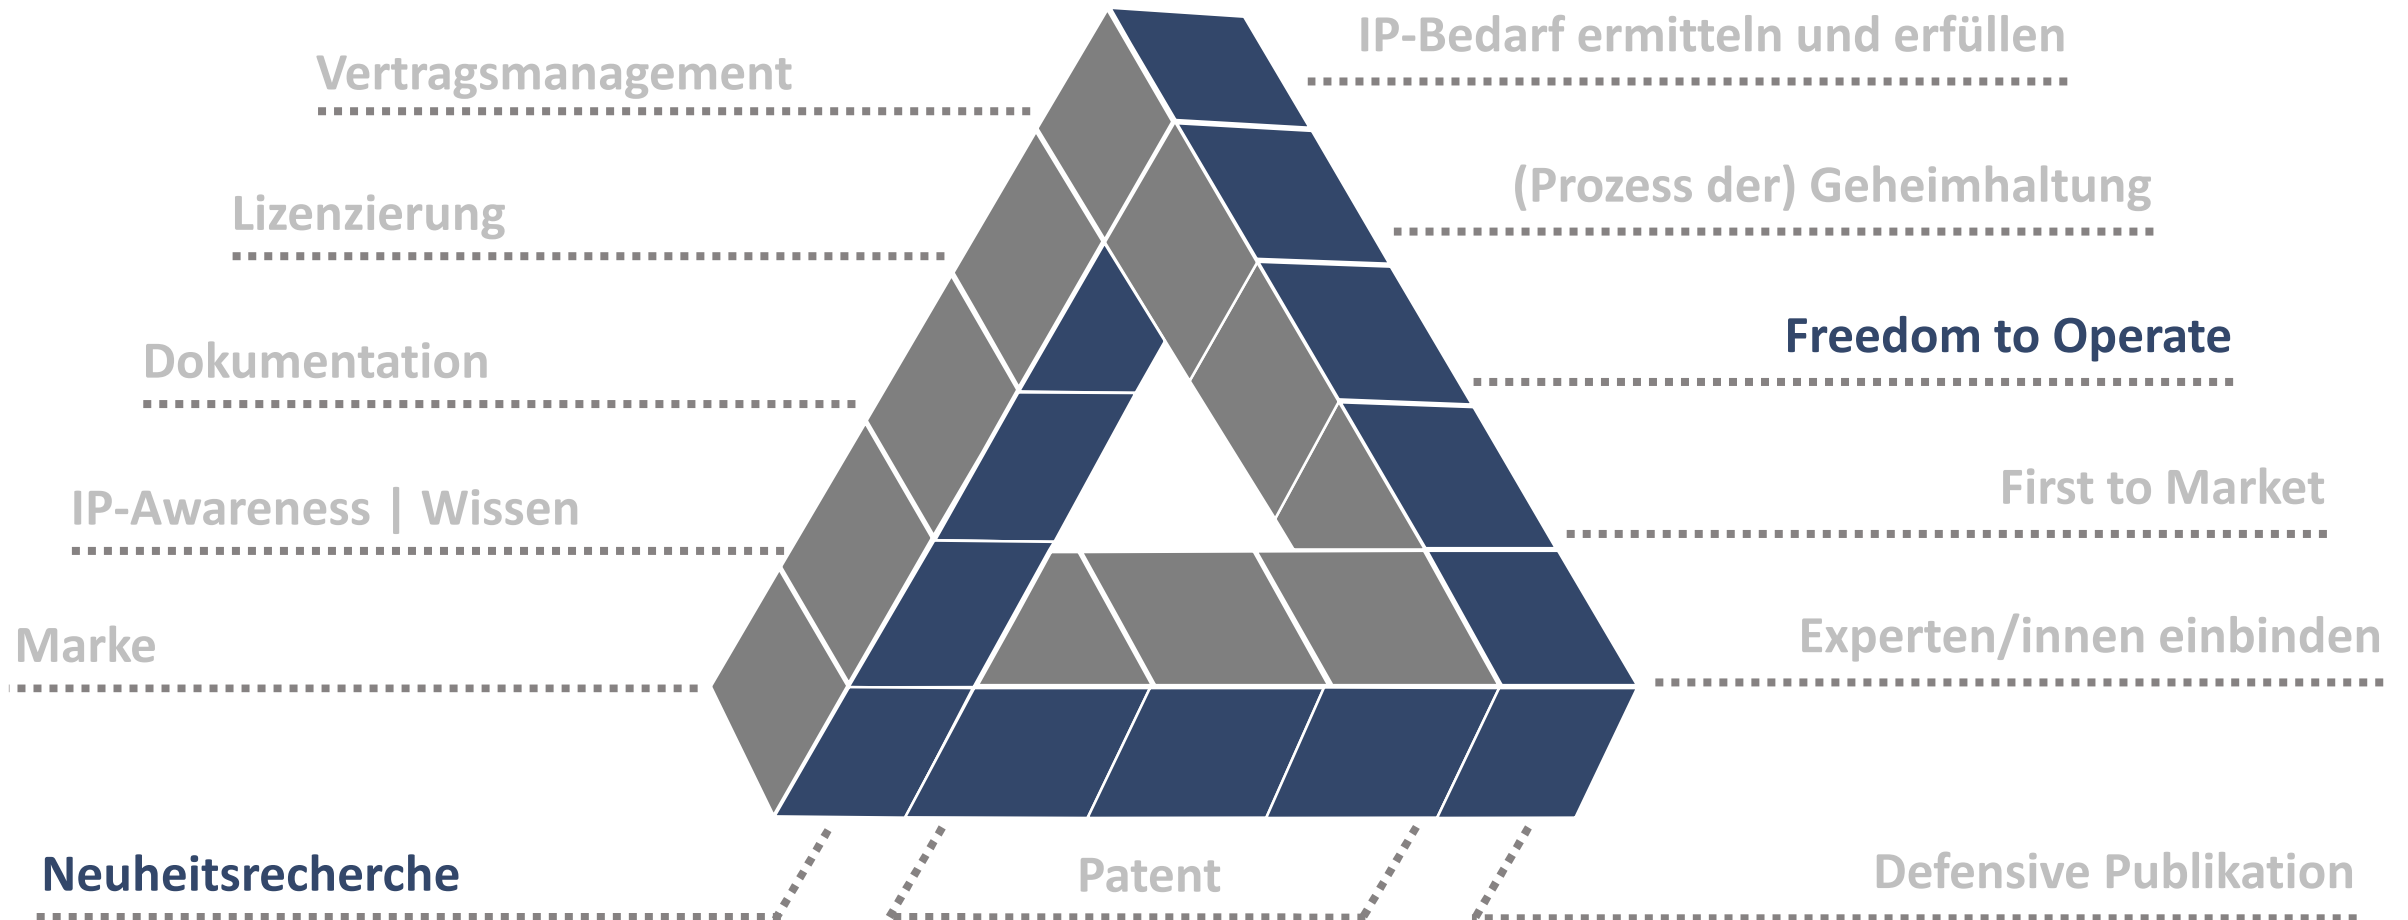 IP-Bedarf ermitteln und erfüllen
Vertragsmanagement
(Prozess der) Geheimhaltung
Lizenzierung
Freedom to Operate
Dokumentation
First to Market
IP-Awareness | Wissen
Experten/innen einbinden
Marke
Neuheitsrecherche
Patent
Defensive Publikation